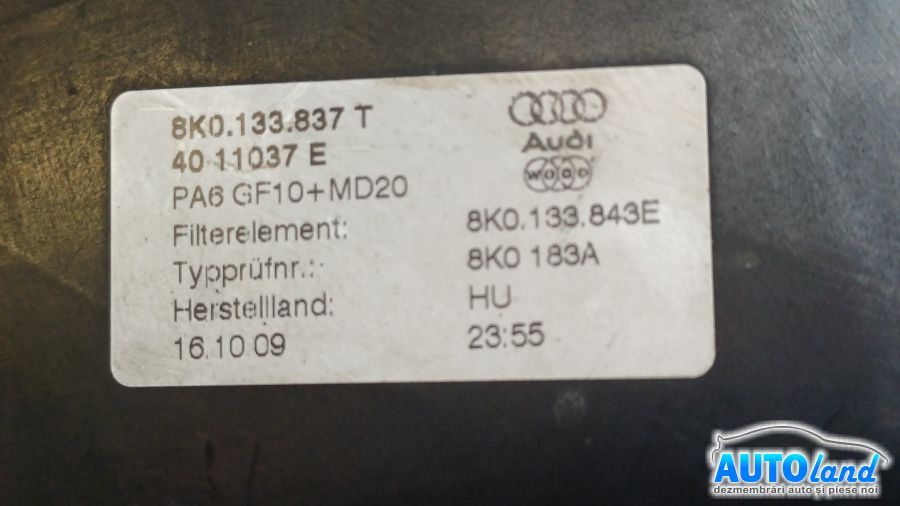 8K0.133.837 T
40 11037 E
PA6 GF10+MD20
Audi
WOCO
Filterelement: 8K0.133.843E
Typprüfnr.: 8K0 183A
Herstellland: HU
16.10 09 23:55
AUTOland
dezmembrări auto și piese noi